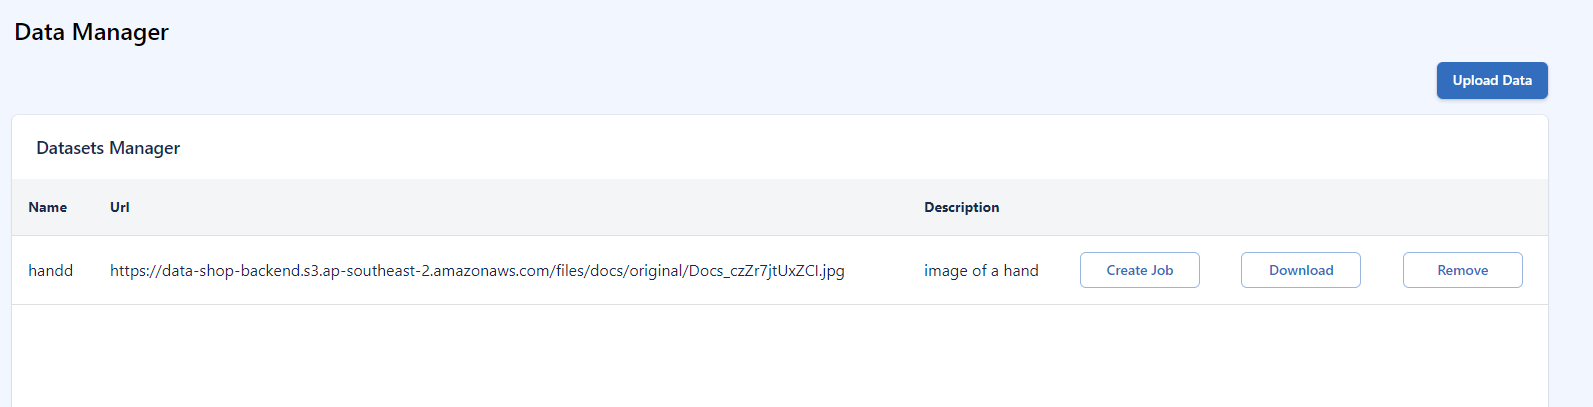 Data Manager
Upload Data
Datasets Manager
Name Url Description
handd https://data-shop-backend.s3.ap-southeast-2.amazonaws.com/files/docs/original/Docs_czZr7jtUxZCI.jpg image of a hand Create Job Download Remove